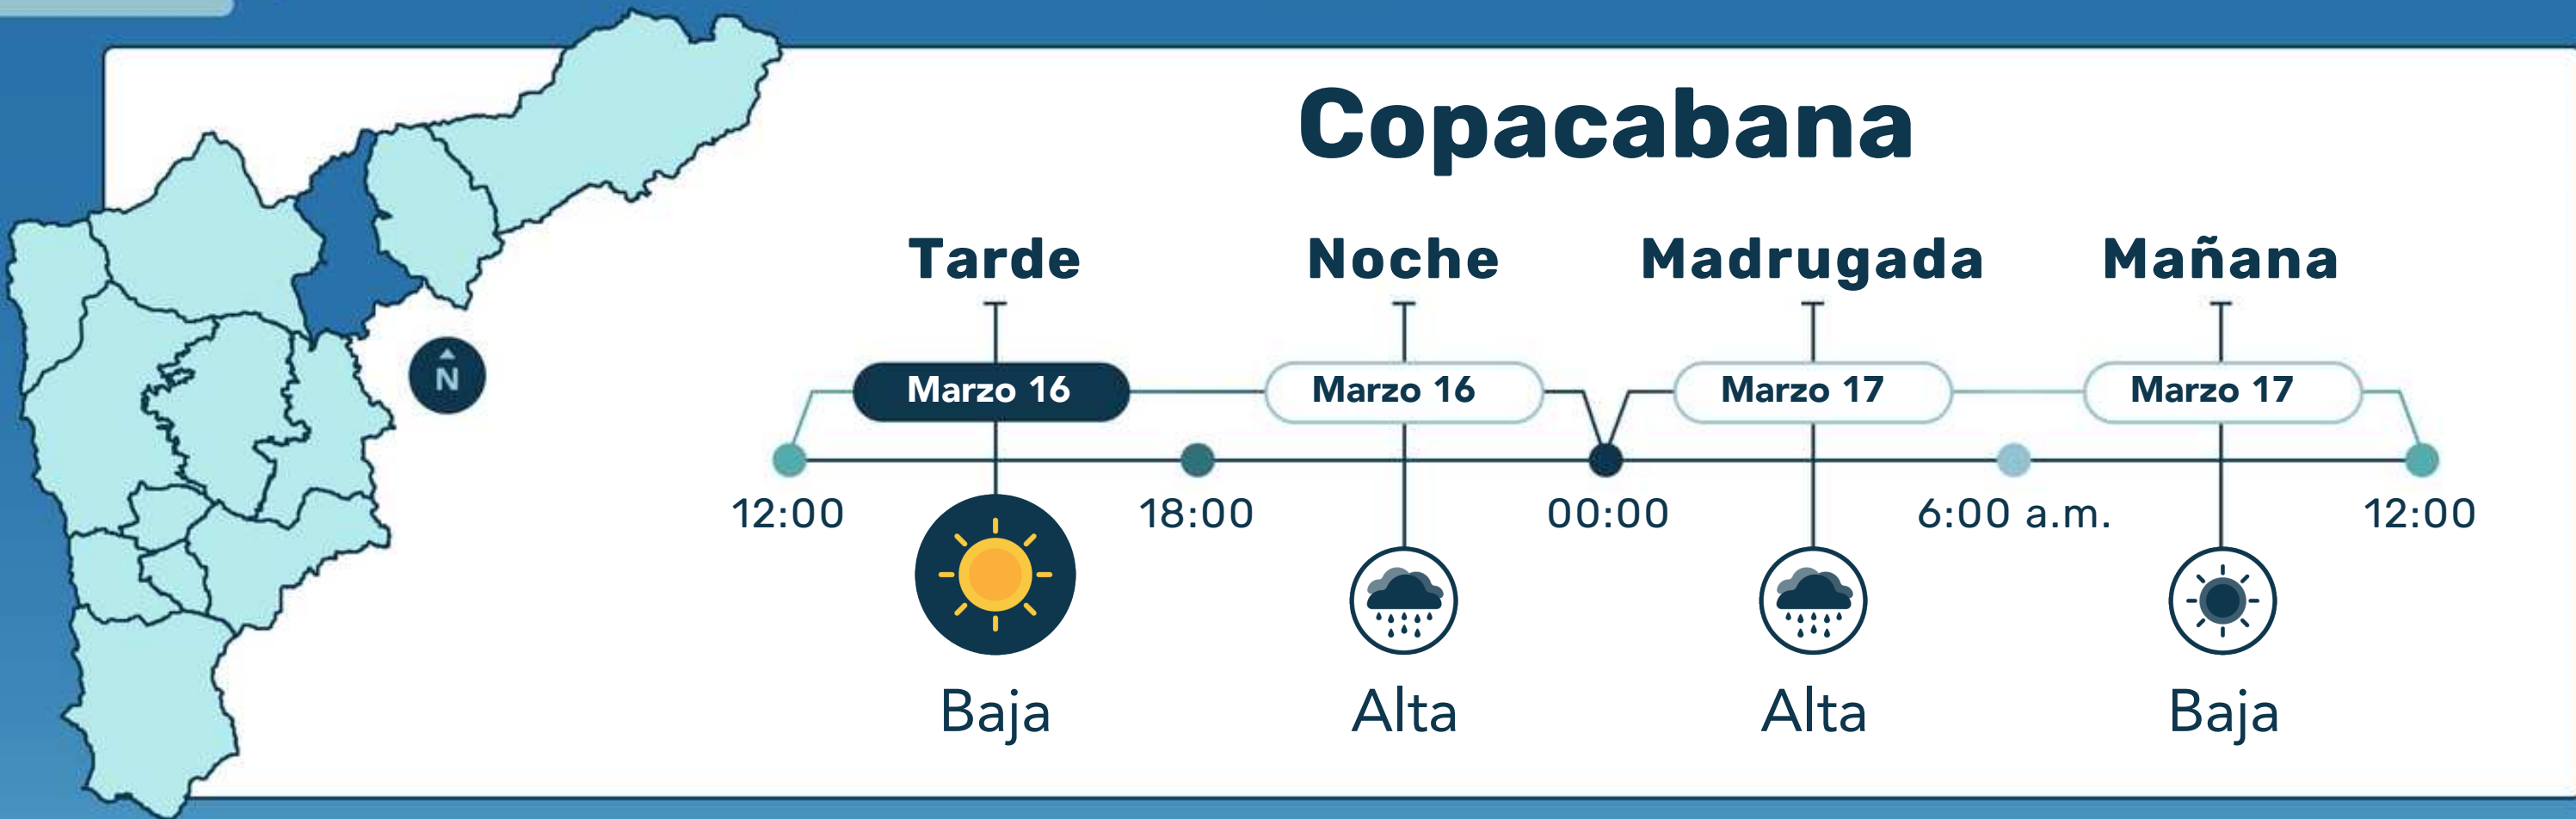 Copacabana
Tarde Noche Madrugada Mañana
N
Marzo 16 Marzo 16 Marzo 17 Marzo 17
12:00 18:00 00:00 6:00 a.m. 12:00
Baja Alta Alta Baja